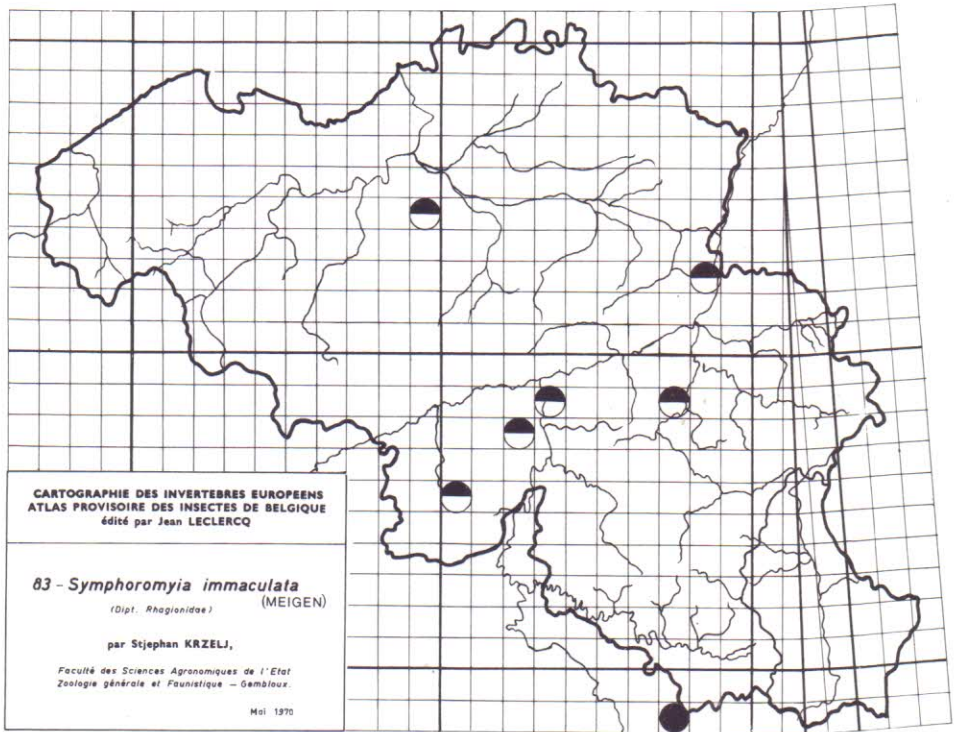 CARTOGRAPHIE DES INVERTEBRES EUROPEENS
ATLAS PROVISOIRE DES INSECTES DE BELGIQUE
édité par Jean LECLERCQ
83 - Symphoromyia immaculata
(MEIGEN)
(Dipt. Rhagionidae)
par Stjephan KRZELJ,
Faculté des Sciences Agronomiques de l'Etat
Zoologie générale et Faunistique – Gembloux.
Mai 1970